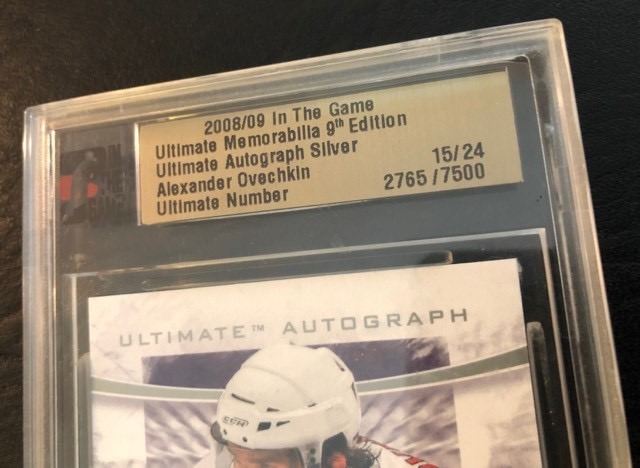 2008/09 In The Game
Ultimate Memorabilia 9th Edition
Ultimate Autograph Silver 15/24
Alexander Ovechkin 2765/7500
Ultimate Number
ULTIMATE™ AUTOGRAPH
CCM